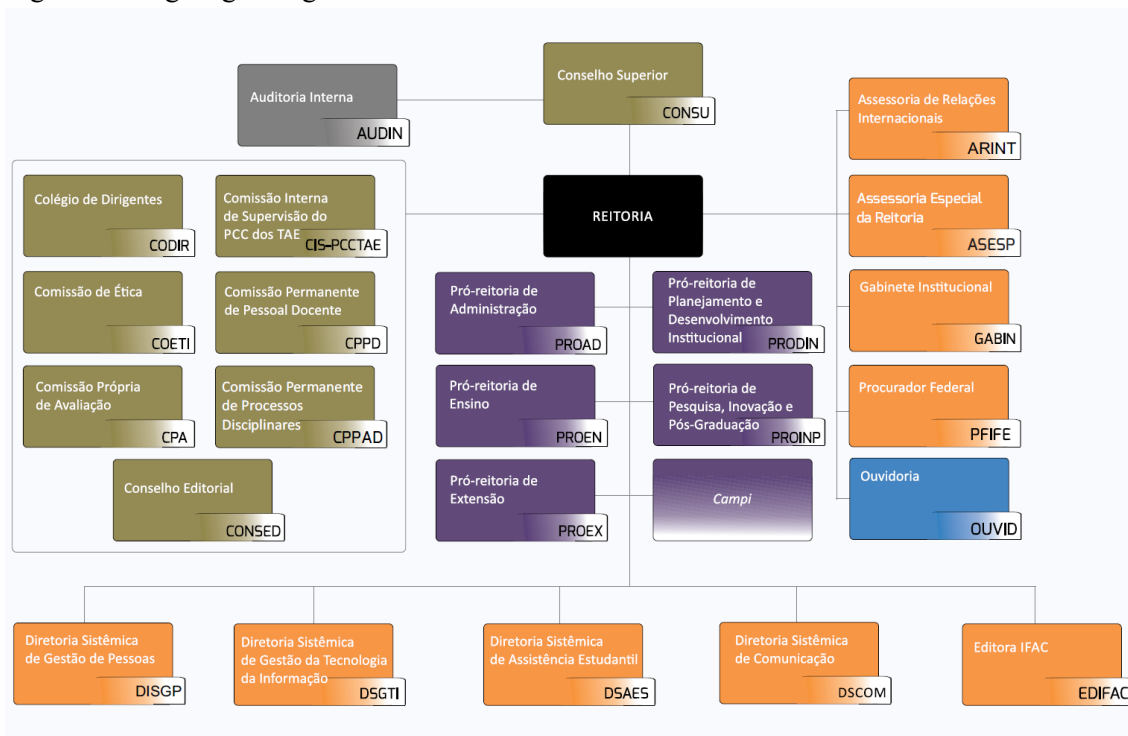 Auditoria Interna
AUDIN
Conselho Superior
CONSU
Assessoria de Relações
Internacionais
ARINT
Colégio de Dirigentes
CODIR
Comissão Interna
de Supervisão do
PCC dos TAE
CIS-PCCTAE
REITORIA
Assessoria Especial
da Reitoria
ASESP
Comissão de Ética
COETI
Comissão Permanente
de Pessoal Docente
CPPD
Pró-reitoria de
Administração
PROAD
Pró-reitoria de
Planejamento e
Desenvolvimento
Institucional
PRODIN
Gabinete Institucional
GABIN
Comissão Própria
de Avaliação
CPA
Comissão Permanente
de Processos
Disciplinares
CPPAD
Pró-reitoria de
Ensino
PROEN
Pró-reitoria de
Pesquisa, Inovação e
Pós-Graduação
PROINP
Procurador Federal
PFIFE
Conselho Editorial
CONSED
Pró-reitoria de
Extensão
PROEX
Campi
Ouvidoria
OUVID
Diretoria Sistêmica
de Gestão de Pessoas
DISGP
Diretoria Sistêmica
de Gestão da Tecnologia
da Informação
DSGTI
Diretoria Sistêmica
de Assistência Estudantil
DSAES
Diretoria Sistêmica
de Comunicação
DSCOM
Editora IFAC
EDIFAC